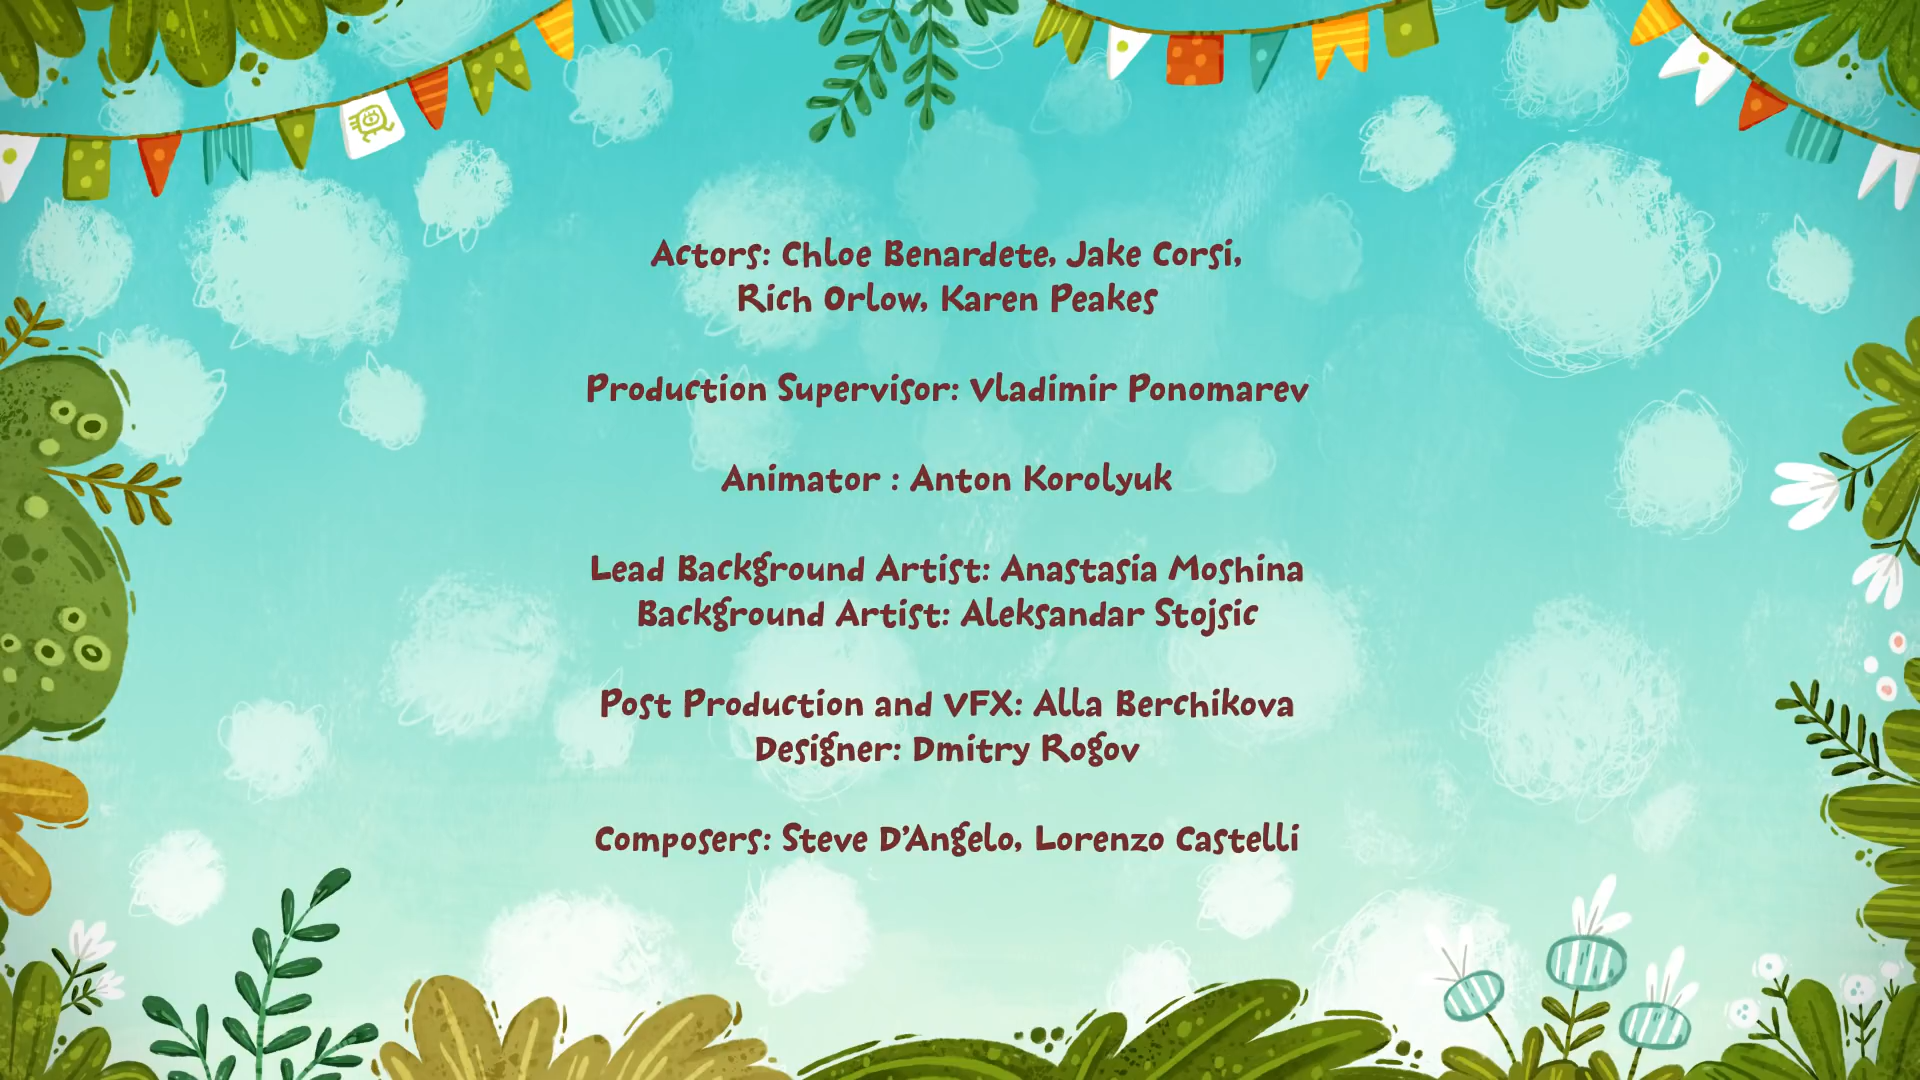 Actors: Chloe Benardete, Jake Corsi,
Rich Orlow, Karen Peakes
Production Supervisor: Vladimir Ponomarev
Animator : Anton Korolyuk
Lead Background Artist: Anastasia Moshina
Background Artist: Aleksandar Stojsic
Post Production and VFX: Alla Berchikova
Designer: Dmitry Rogov
Composers: Steve D’Angelo, Lorenzo Castelli